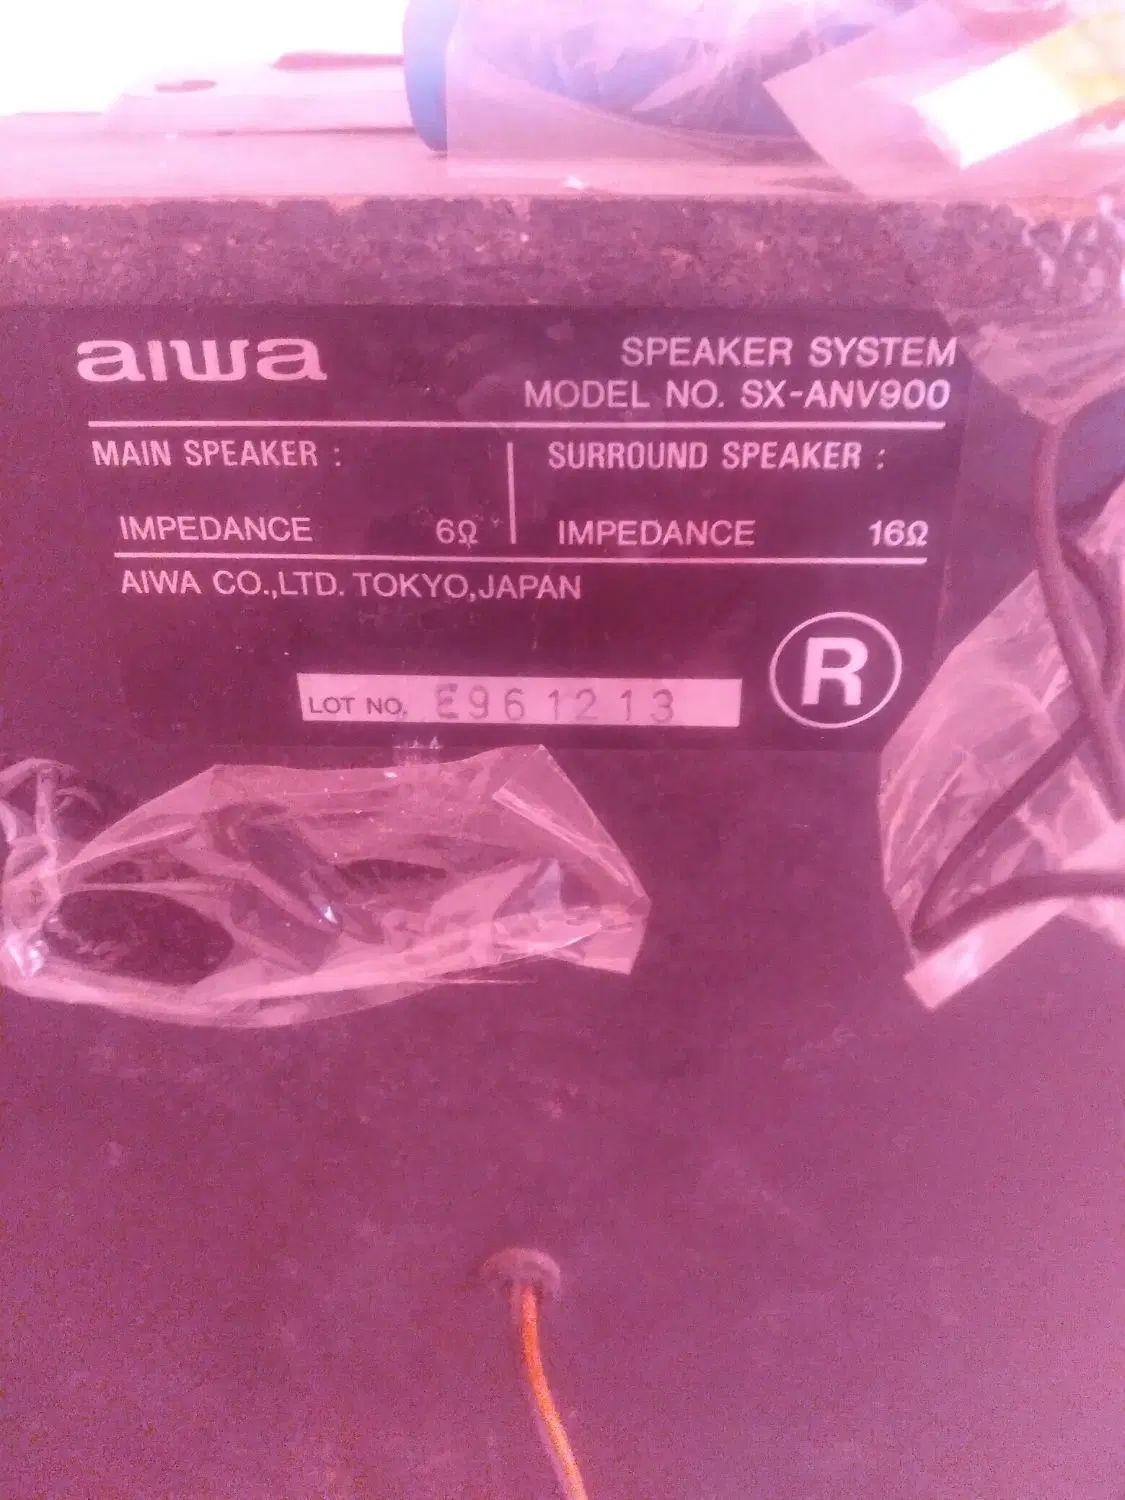 aiwa
SPEAKER SYSTEM
MODEL NO. SX-ANV900
MAIN SPEAKER :
IMPEDANCE 6Ω
SURROUND SPEAKER :
IMPEDANCE 16Ω
AIWA CO.,LTD. TOKYO,JAPAN
R
LOT NO. E961213